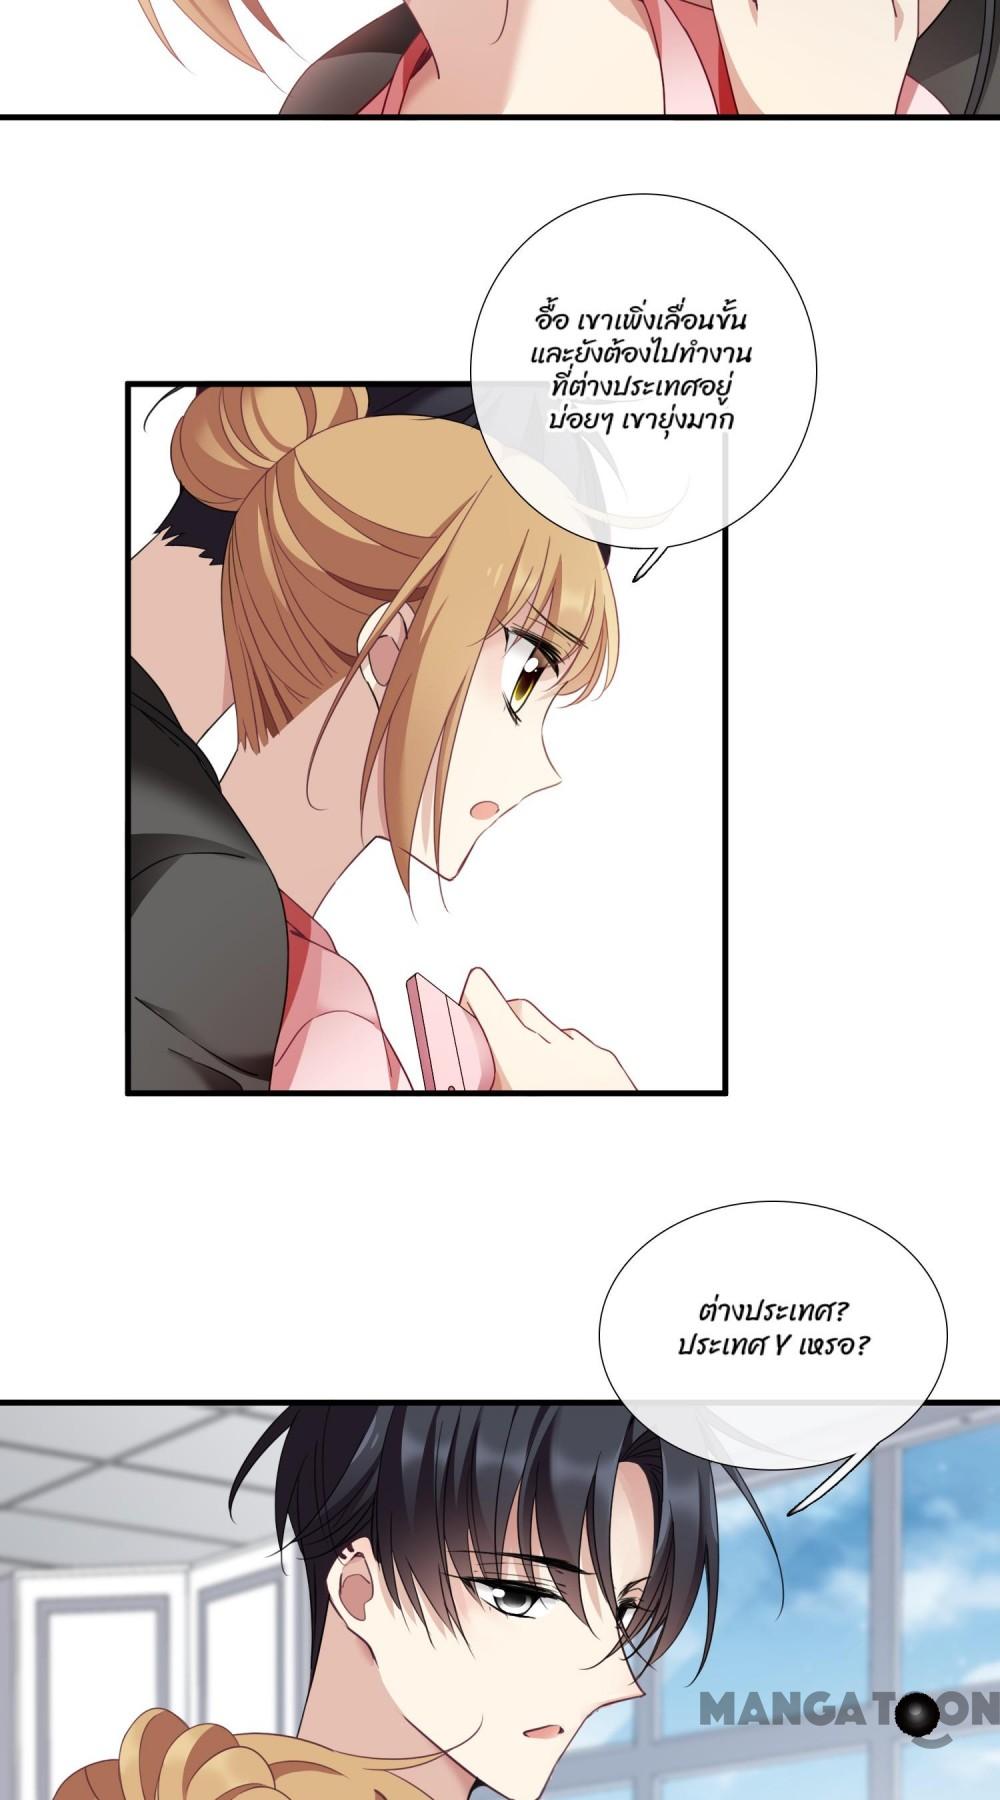 อื้อ เขาเพิ่งเลื่อนขั้น
และยังต้องไปทำงาน
ที่ต่างประเทศอยู่
บ่อยๆ เขายุ่งมาก
ต่างประเทศ?
ประเทศ Y เหรอ?
MANGATOON